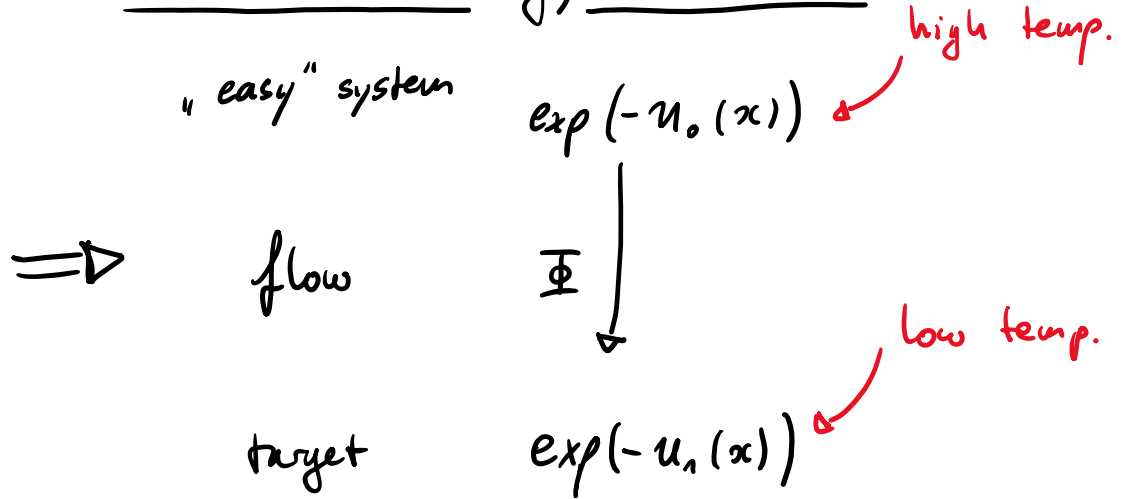 high temp.
„easy“ system exp(-u₀(x))
⇒ flow Φ
low temp.
target exp(-u₁(x))